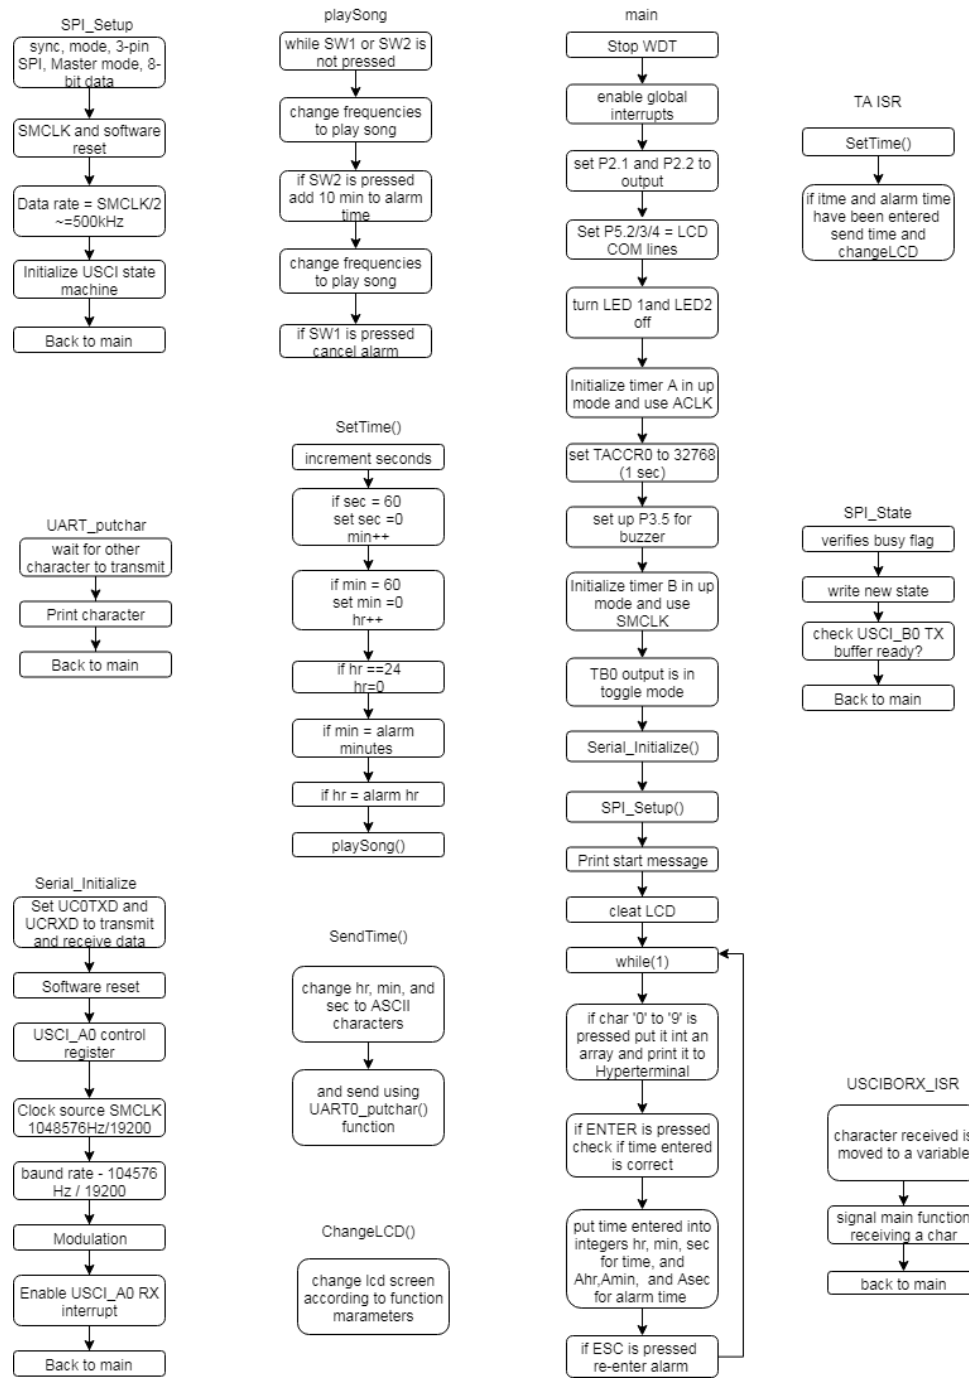 SPI_Setup
sync, mode, 3-pin
SPI, Master mode, 8-
bit data
SMCLK and software
reset
Data rate = SMCLK/2
~=500kHz
Initialize USCI state
machine
Back to main
UART_putchar
wait for other
character to transmit
Print character
Back to main
Serial_Initialize
Set UC0TXD and
UCRXD to transmit
and receive data
Software reset
USCI_A0 control
register
Clock source SMCLK
1048576Hz/19200
baund rate - 104576
Hz / 19200
Modulation
Enable USCI_A0 RX
interrupt
Back to main
playSong
while SW1 or SW2 is
not pressed
change frequencies
to play song
if SW2 is pressed
add 10 min to alarm
time
change frequencies
to play song
if SW1 is pressed
cancel alarm
SetTime()
increment seconds
if sec = 60
set sec =0
min++
if min = 60
set min =0
hr++
if hr ==24
hr=0
if min = alarm
minutes
if hr = alarm hr
playSong()
SendTime()
change hr, min, and
sec to ASCII
characters
and send using
UART0_putchar()
function
ChangeLCD()
change lcd screen
according to function
marameters
main
Stop WDT
enable global
interrupts
set P2.1 and P2.2 to
output
Set P5.2/3/4 = LCD
COM lines
turn LED 1and LED2
off
Initialize timer A in up
mode and use ACLK
set TACCR0 to 32768
(1 sec)
set up P3.5 for
buzzer
Initialize timer B in up
mode and use
SMCLK
TB0 output is in
toggle mode
Serial_Initialize()
SPI_Setup()
Print start message
cleat LCD
while(1)
if char '0' to '9' is
pressed put it int an
array and print it to
Hyperterminal
if ENTER is pressed
check if time entered
is correct
put time entered into
integers hr, min, sec
for time, and
Ahr,Amin, and Asec
for alarm time
if ESC is pressed
re-enter alarm
TA ISR
SetTime()
if itme and alarm time
have been entered
send time and
changeLCD
SPI_State
verifies busy flag
write new state
check USCI_B0 TX
buffer ready?
Back to main
USCIBORX_ISR
character received is
moved to a variable
signal main function
receiving a char
back to main